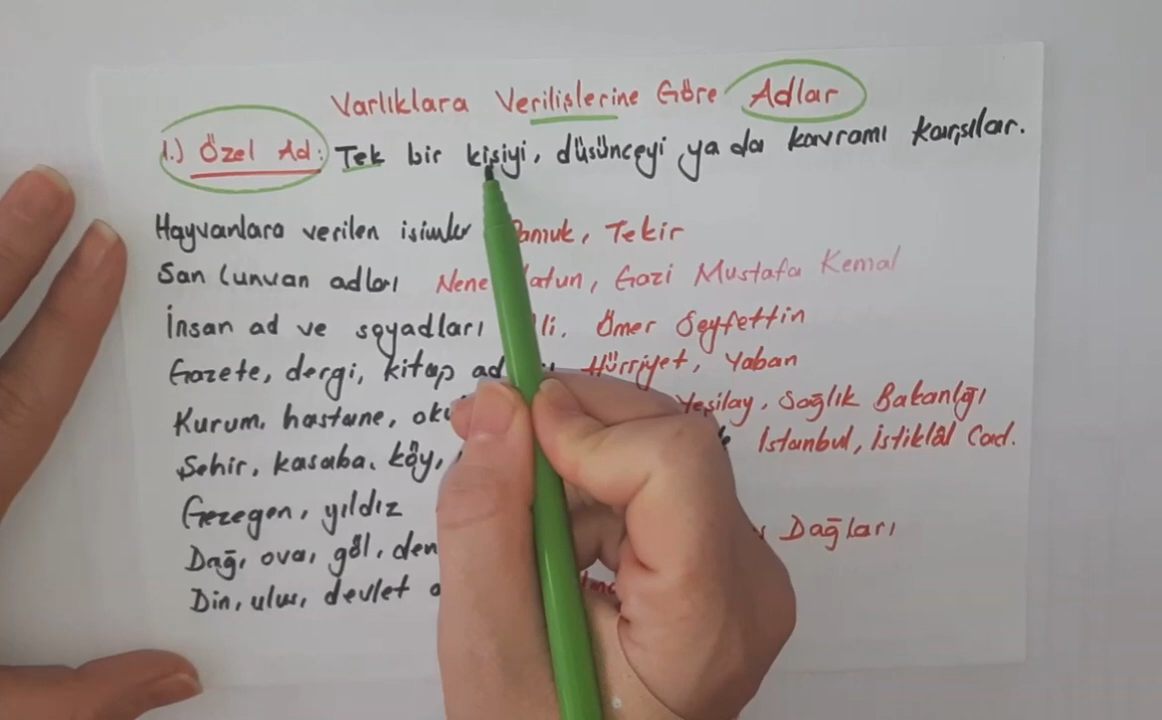 Varlıklara Verilişlerine Göre Adlar
1.) Özel Ad: Tek bir kişiyi, düşünceyi ya da kavramı karşılar.
Hayvanlara verilen isimler Pamuk, Tekir
San (unvan adları Nene Hatun, Gazi Mustafa Kemal
İnsan ad ve soyadları Ali, Ömer Seyfettin
Gazete, dergi, kitap Hürriyet, Yaban
Kurum, hastane, Yeşilay, Sağlık Bakanlığı
Şehir, kasaba, köy, İstanbul, İstiklâl Cad.
Gezegen, yıldız
Dağ, ova, göl, Dağları
Din, ulus, devlet